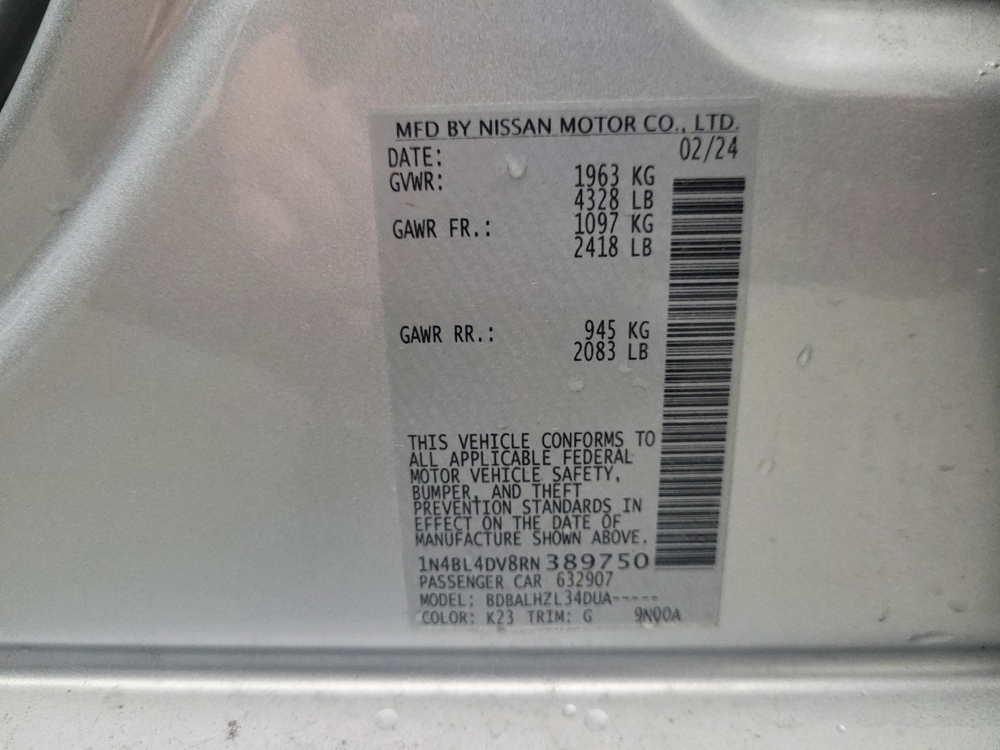 MFD BY NISSAN MOTOR CO., LTD.
DATE: 02/24
GVWR: 1963 KG
4328 LB
GAWR FR.: 1097 KG
2418 LB
GAWR RR.: 945 KG
2083 LB
THIS VEHICLE CONFORMS TO
ALL APPLICABLE FEDERAL
MOTOR VEHICLE SAFETY,
BUMPER, AND THEFT
PREVENTION STANDARDS IN
EFFECT ON THE DATE OF
MANUFACTURE SHOWN ABOVE.
1N4BL4DV8RN389750
PASSENGER CAR 632907
MODEL: BDBALHZL34DUA-----
COLOR: K23 TRIM: G 9N00A